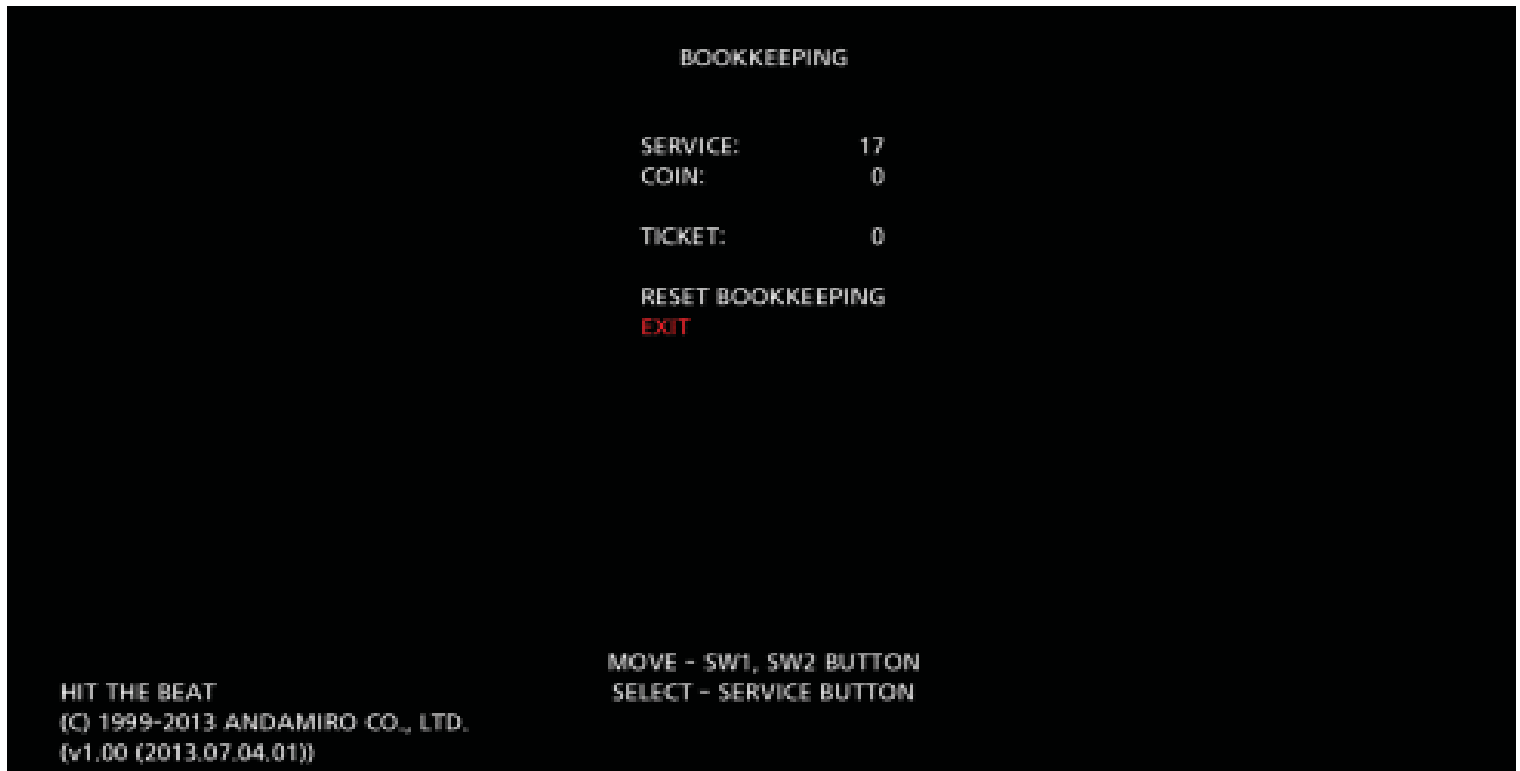 BOOKKEEPING
SERVICE: 17
COIN: 0
TICKET: 0
RESET BOOKKEEPING
EXIT
MOVE - SW1, SW2 BUTTON
SELECT - SERVICE BUTTON
HIT THE BEAT
(C) 1999-2013 ANDAMIRO CO., LTD.
(v1.00 (2013.07.04.01))